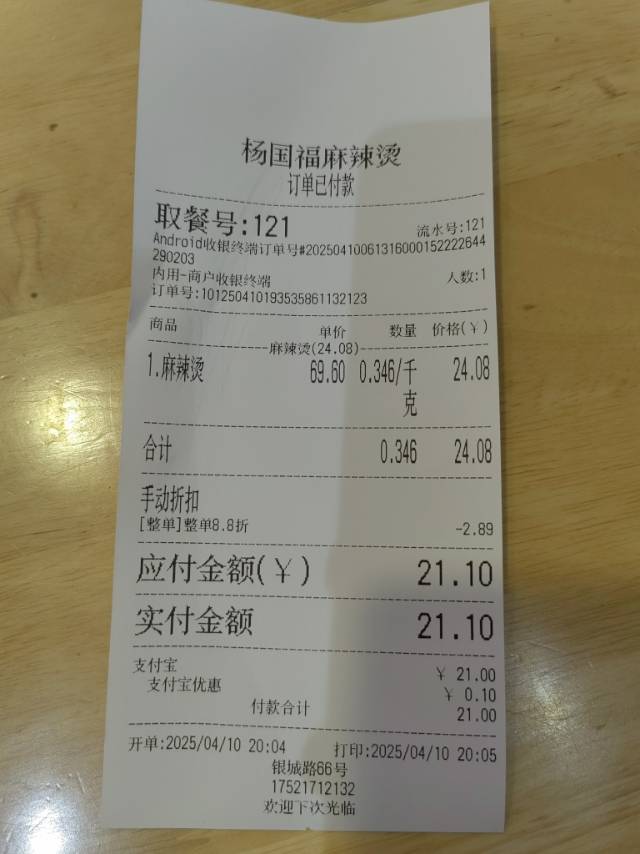 杨国福麻辣烫
订单已付款
取餐号:121 流水号:121
Android收银终端订单号#20250410061316000152222644
290203
内用-商户收银终端 人数:1
订单号:101250410193535861132123
商品 单价 数量 价格(¥)
麻辣烫(24.08)
1.麻辣烫 69.60 0.346/千 24.08
克
合计 0.346 24.08
手动折扣
[整单]整单8.8折 -2.89
应付金额(¥) 21.10
实付金额 21.10
支付宝 ¥ 21.00
支付宝优惠 ¥ 0.10
付款合计 21.00
开单:2025/04/10 20:04 打印:2025/04/10 20:05
银城路66号
17521712132
欢迎下次光临